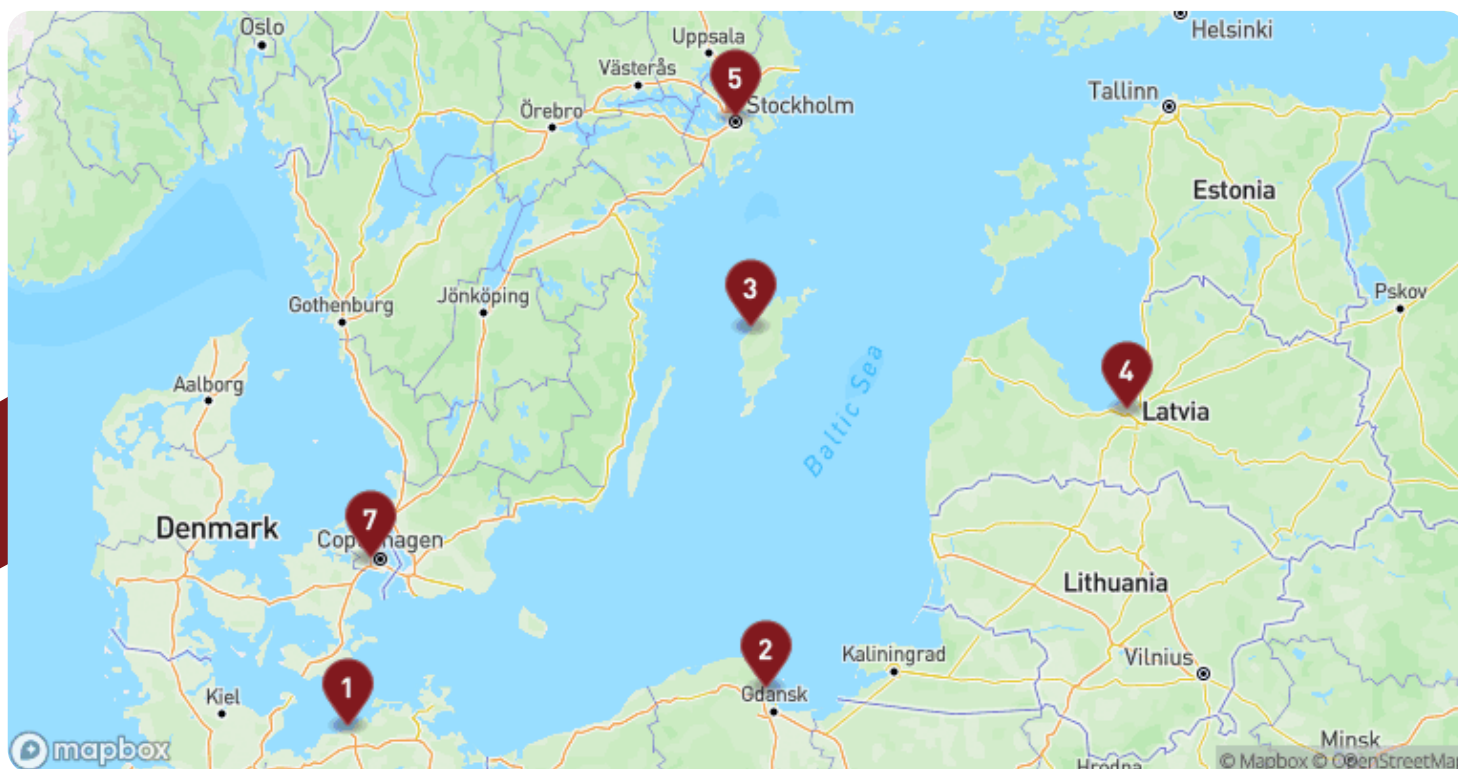 Oslo
Helsinki
Uppsala
Västerås
5
Stockholm
Örebro
Tallinn
Estonia
3
Pskov
Gothenburg
Jönköping
4
Latvia
Aalborg
Baltic Sea
7
Copenhagen
Denmark
Lithuania
2
Kaliningrad
Vilnius
1
Kiel
Gdansk
mapbox
Minsk
Hrodna
© Mapbox © OpenStreetMap